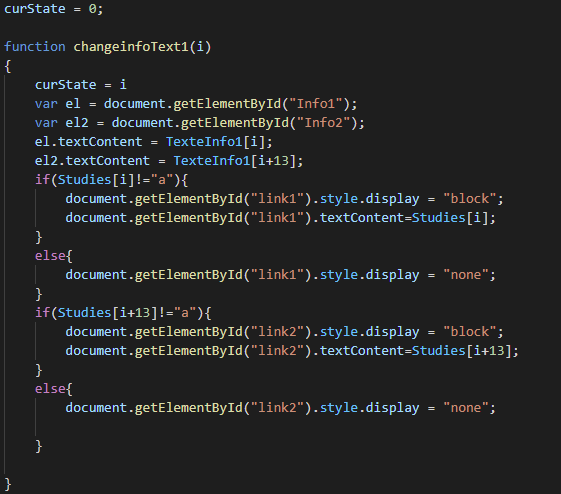 curState = 0;
function changeinfoText1(i)
{
curState = i
var el = document.getElementById("Info1");
var el2 = document.getElementById("Info2");
el.textContent = TexteInfo1[i];
el2.textContent = TexteInfo1[i+13];
if(Studies[i]!="a"){
document.getElementById("link1").style.display = "block";
document.getElementById("link1").textContent=Studies[i];
}
else{
document.getElementById("link1").style.display = "none";
}
if(Studies[i+13]!="a"){
document.getElementById("link2").style.display = "block";
document.getElementById("link2").textContent=Studies[i+13];
}
else{
document.getElementById("link2").style.display = "none";
}
}